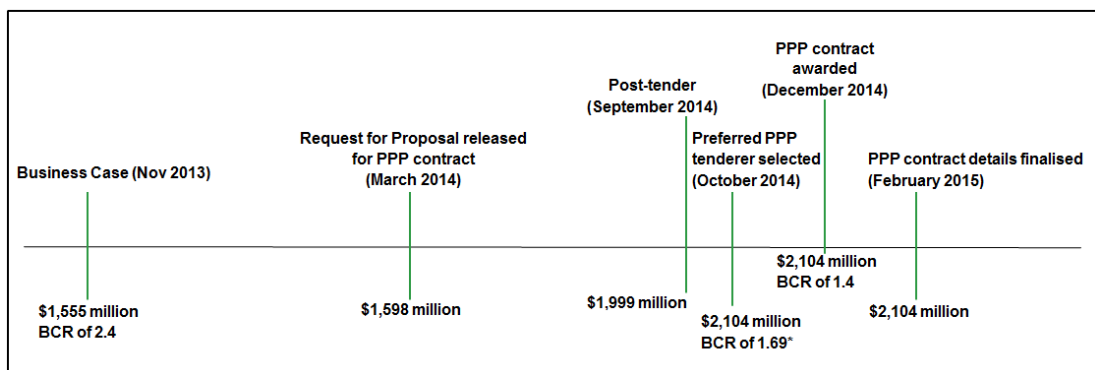 Business Case (Nov 2013)
$1,555 million
BCR of 2.4
Request for Proposal released
for PPP contract
(March 2014)
$1,598 million
Post-tender
(September 2014)
$1,999 million
Preferred PPP
tenderer selected
(October 2014)
$2,104 million
BCR of 1.69*
PPP contract
awarded
(December 2014)
$2,104 million
BCR of 1.4
PPP contract details finalised
(February 2015)
$2,104 million